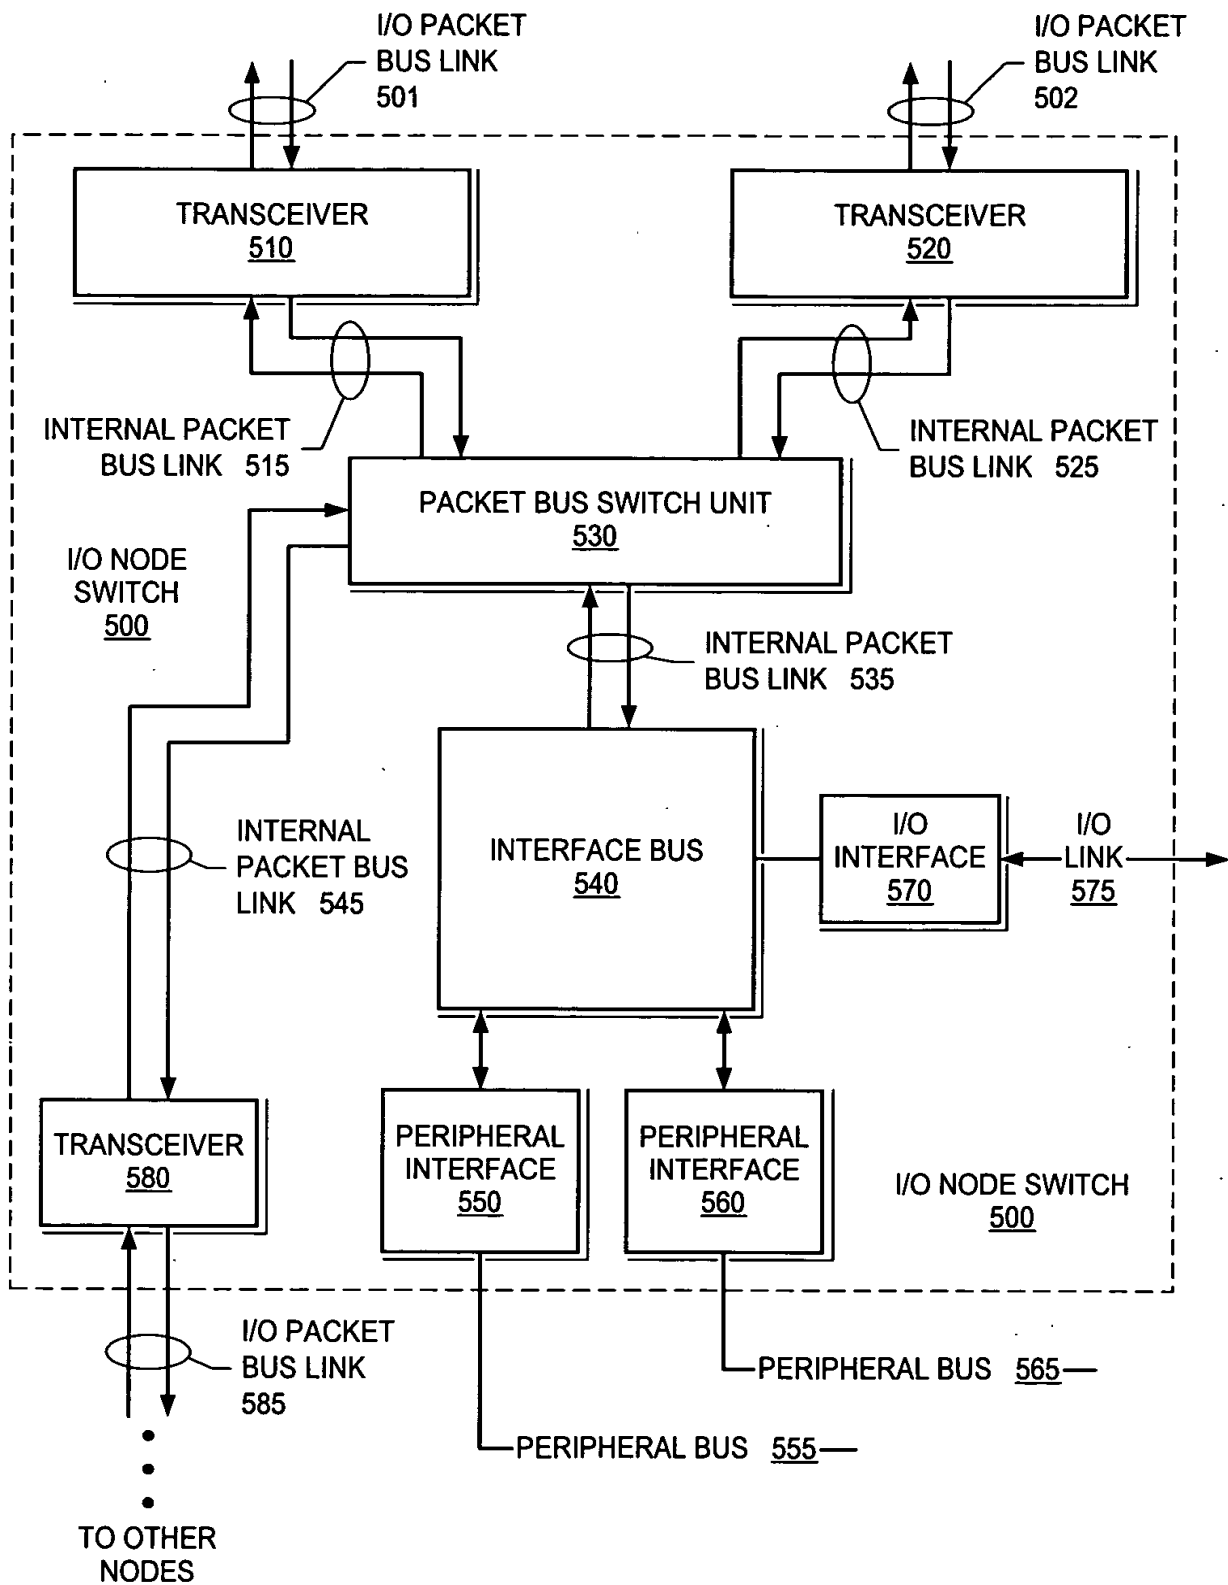 I/O PACKET
BUS LINK
501
I/O PACKET
BUS LINK
502
TRANSCEIVER
510
TRANSCEIVER
520
INTERNAL PACKET
BUS LINK 515
INTERNAL PACKET
BUS LINK 525
PACKET BUS SWITCH UNIT
530
I/O NODE
SWITCH
500
INTERNAL PACKET
BUS LINK 535
INTERNAL
PACKET BUS
LINK 545
INTERFACE BUS
540
I/O
INTERFACE
570
I/O
LINK
575
TRANSCEIVER
580
PERIPHERAL
INTERFACE
550
PERIPHERAL
INTERFACE
560
I/O NODE SWITCH
500
I/O PACKET
BUS LINK
585
PERIPHERAL BUS 565
PERIPHERAL BUS 555
TO OTHER
NODES